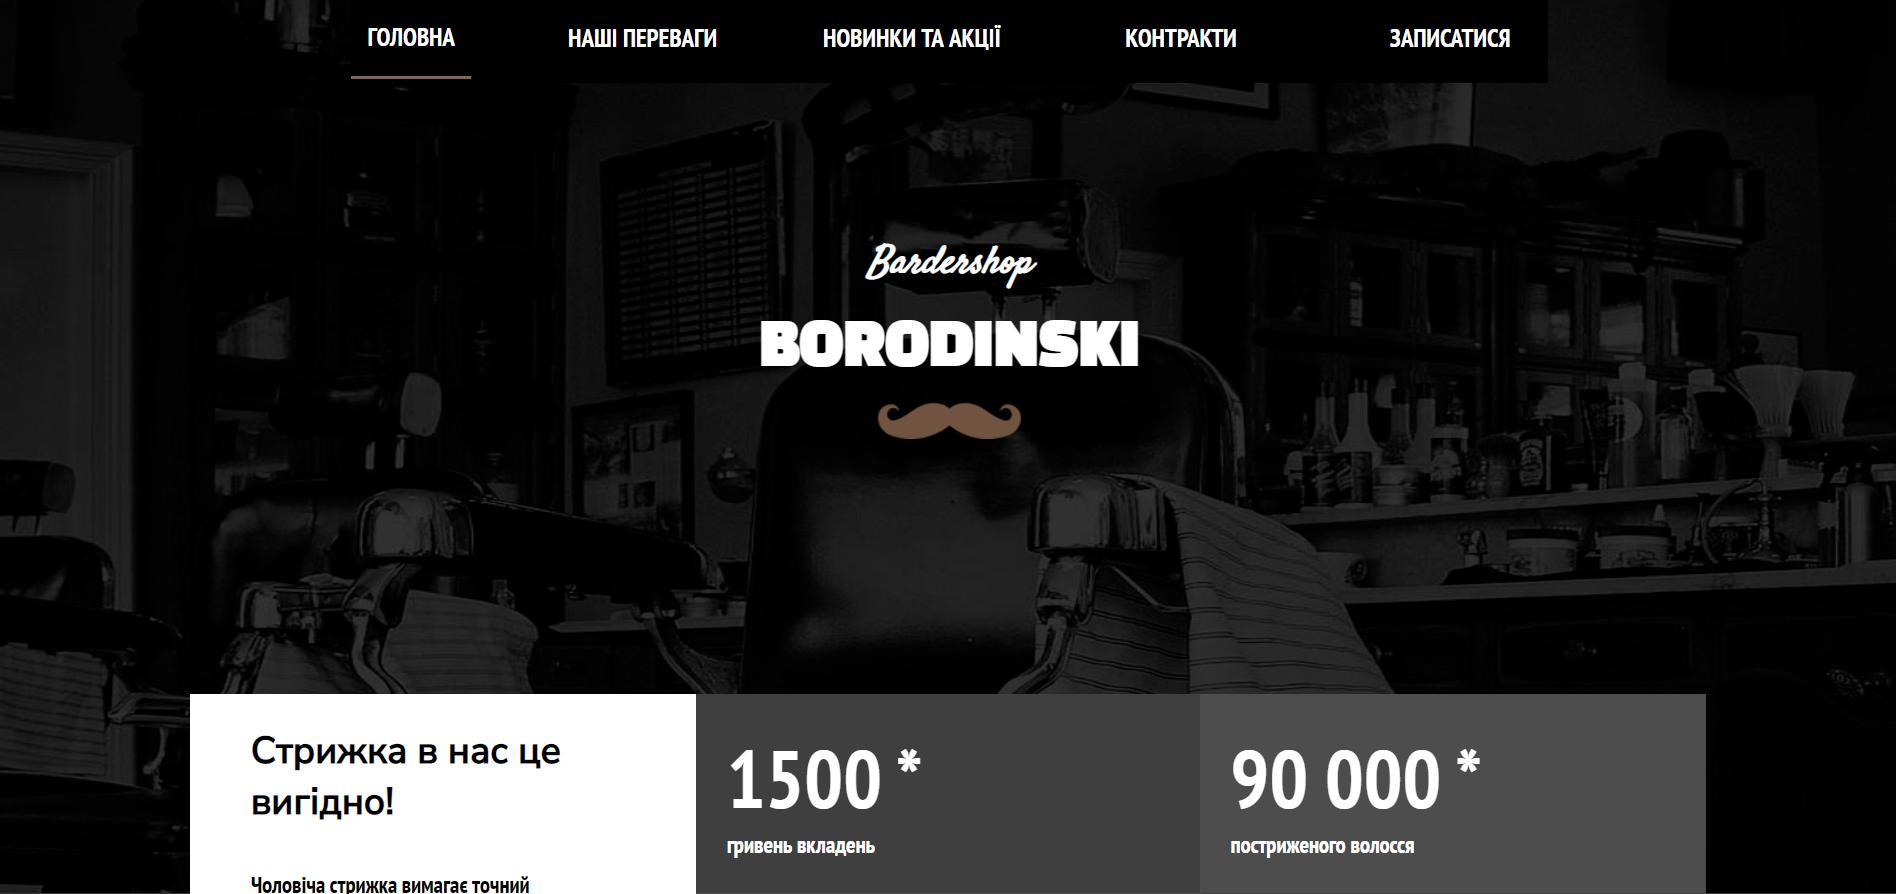 ГОЛОВНА НАШІ ПЕРЕВАГИ НОВИНКИ ТА АКЦІЇ КОНТРАКТИ ЗАПИСАТИСЯ
Bardershop
BORODINSKI
Стрижка в нас це
вигідно!
Чоловіча стрижка вимагає точний
1500 *
гривень вкладень
90 000 *
постриженого волосся